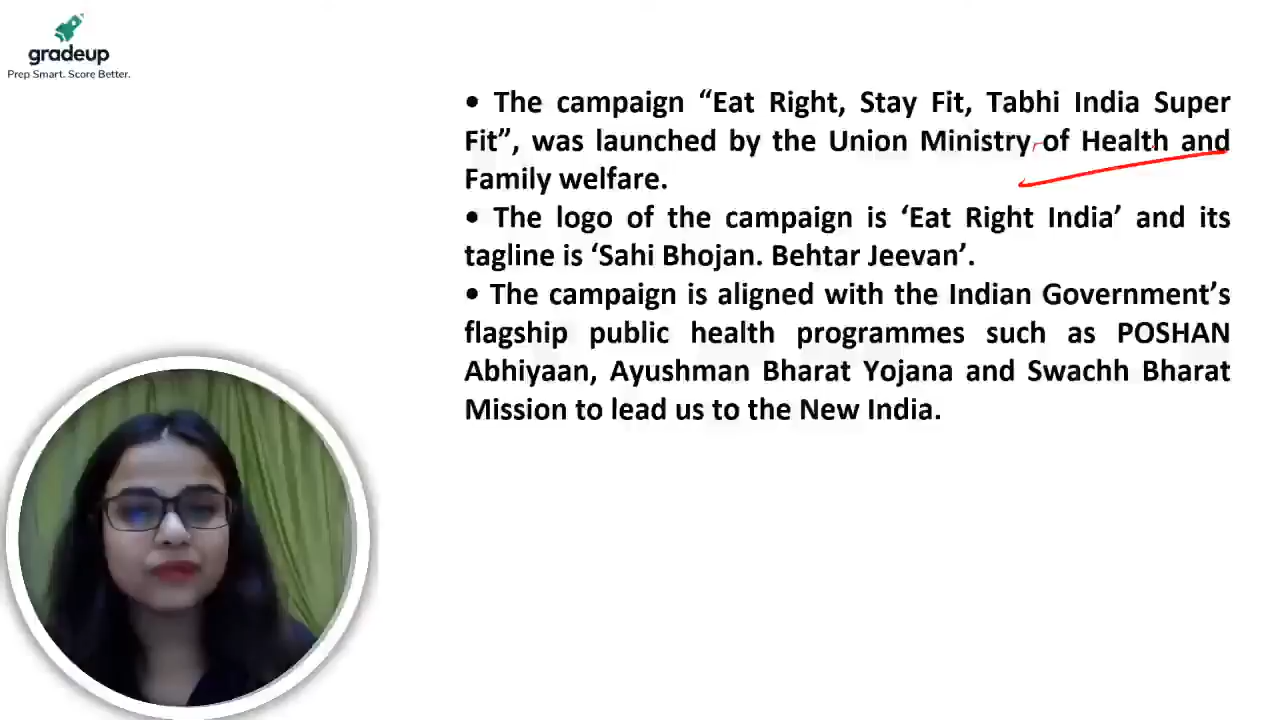 gradeup
Prep Smart. Score Better.
• The campaign “Eat Right, Stay Fit, Tabhi India Super
Fit”, was launched by the Union Ministry of Health and
Family welfare.
• The logo of the campaign is ‘Eat Right India’ and its
tagline is ‘Sahi Bhojan. Behtar Jeevan’.
• The campaign is aligned with the Indian Government’s
flagship public health programmes such as POSHAN
Abhiyaan, Ayushman Bharat Yojana and Swachh Bharat
Mission to lead us to the New India.